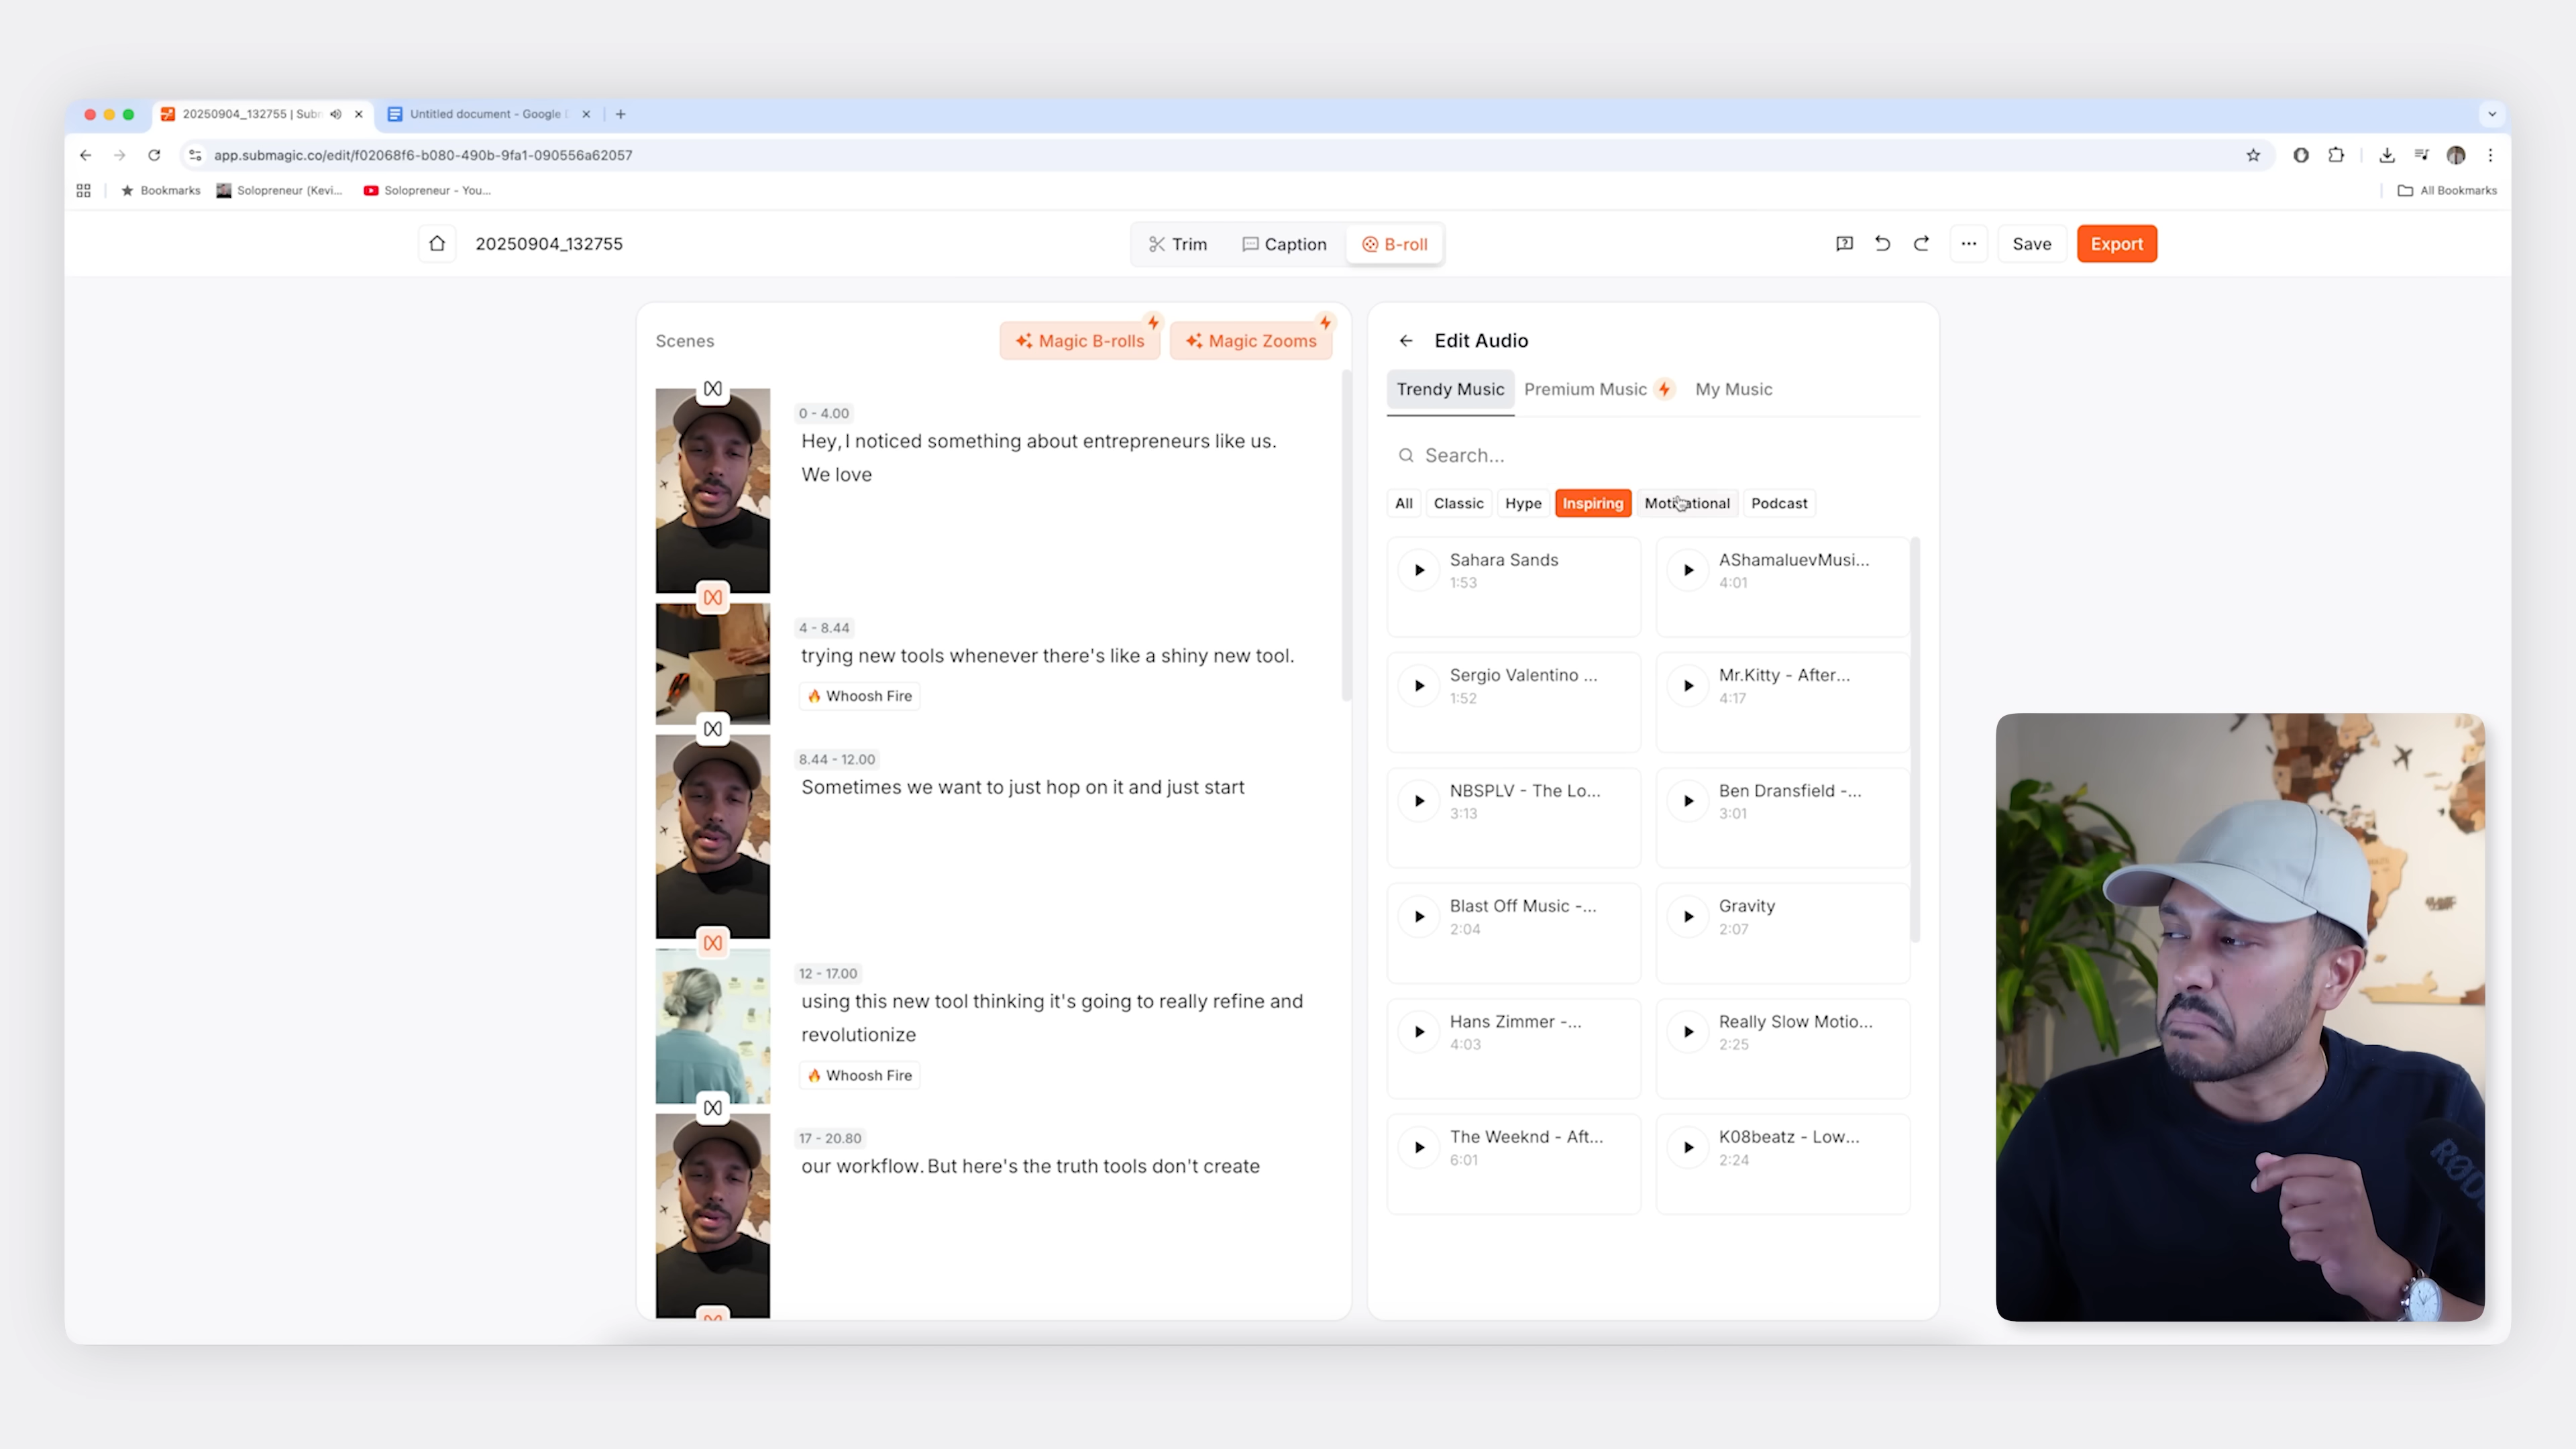 20250904_132755 | Subm
Untitled document - Google
app.submagic.co/edit/f02068f6-b080-490b-9fa1-090556a62057
Bookmarks
Solopreneur (Kevi...
Solopreneur - You...
All Bookmarks
20250904_132755
Trim
Caption
B-roll
Save
Export
Scenes
Magic B-rolls
Magic Zooms
0 - 4.00
Hey, I noticed something about entrepreneurs like us.
We love
4 - 8.44
trying new tools whenever there's like a shiny new tool.
Whoosh Fire
8.44 - 12.00
Sometimes we want to just hop on it and just start
12 - 17.00
using this new tool thinking it's going to really refine and
revolutionize
Whoosh Fire
17 - 20.80
our workflow. But here's the truth tools don't create
Edit Audio
Trendy Music
Premium Music
My Music
Search...
All
Classic
Hype
Inspiring
Motivational
Podcast
Sahara Sands
1:53
AShamaluevMusi...
4:01
Sergio Valentino ...
1:52
Mr.Kitty - After...
4:17
NBSPLV - The Lo...
3:13
Ben Dransfield -...
3:01
Blast Off Music -...
2:04
Gravity
2:07
Hans Zimmer -...
4:03
Really Slow Motio...
2:25
The Weeknd - Aft...
6:01
K08beatz - Low...
2:24
RØD